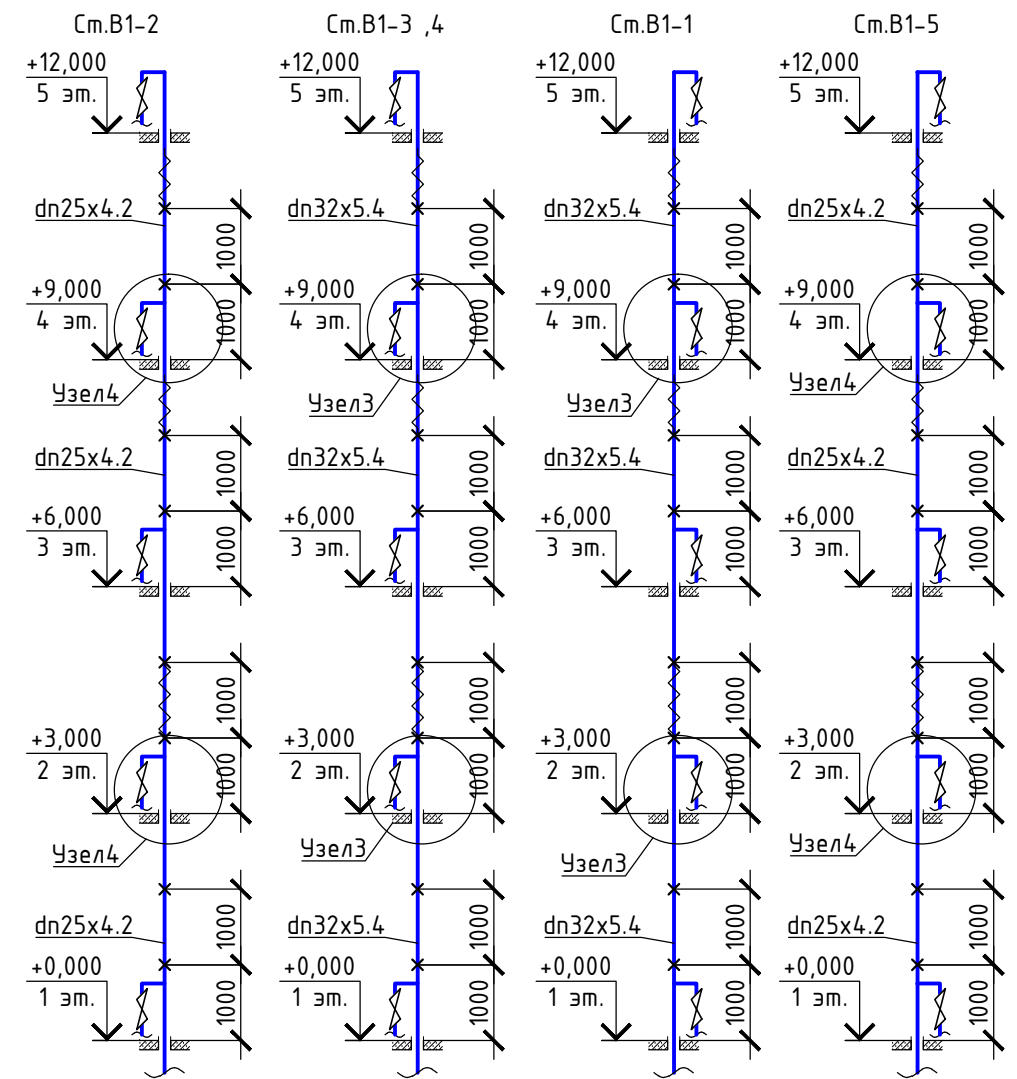 Ст.В1-2
Ст.В1-3 ,4
Ст.В1-1
Ст.В1-5
+12,000
5 эт.
+12,000
5 эт.
+12,000
5 эт.
+12,000
5 эт.
dn25x4.2
1000
dn32x5.4
1000
dn32x5.4
1000
dn25x4.2
1000
+9,000
4 эт.
1000
+9,000
4 эт.
1000
+9,000
4 эт.
1000
+9,000
4 эт.
1000
Узел4
Узел3
Узел3
Узел4
dn25x4.2
1000
dn32x5.4
1000
dn32x5.4
1000
dn25x4.2
1000
+6,000
3 эт.
1000
+6,000
3 эт.
1000
+6,000
3 эт.
1000
+6,000
3 эт.
1000
1000
1000
1000
1000
+3,000
2 эт.
1000
+3,000
2 эт.
1000
+3,000
2 эт.
1000
+3,000
2 эт.
1000
Узел4
Узел3
Узел3
Узел4
dn25x4.2
1000
dn32x5.4
1000
dn32x5.4
1000
dn25x4.2
1000
+0,000
1 эт.
1000
+0,000
1 эт.
1000
+0,000
1 эт.
1000
+0,000
1 эт.
1000